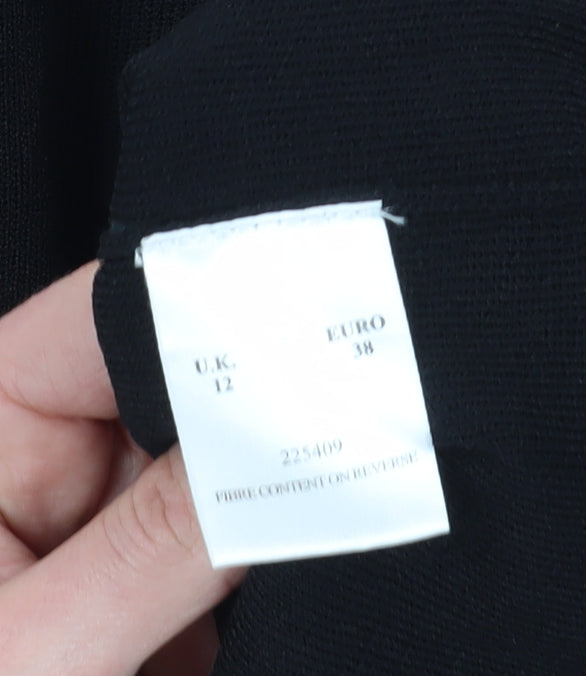 U.K. EURO
12 38
225409
FIBRE CONTENT ON REVERSE